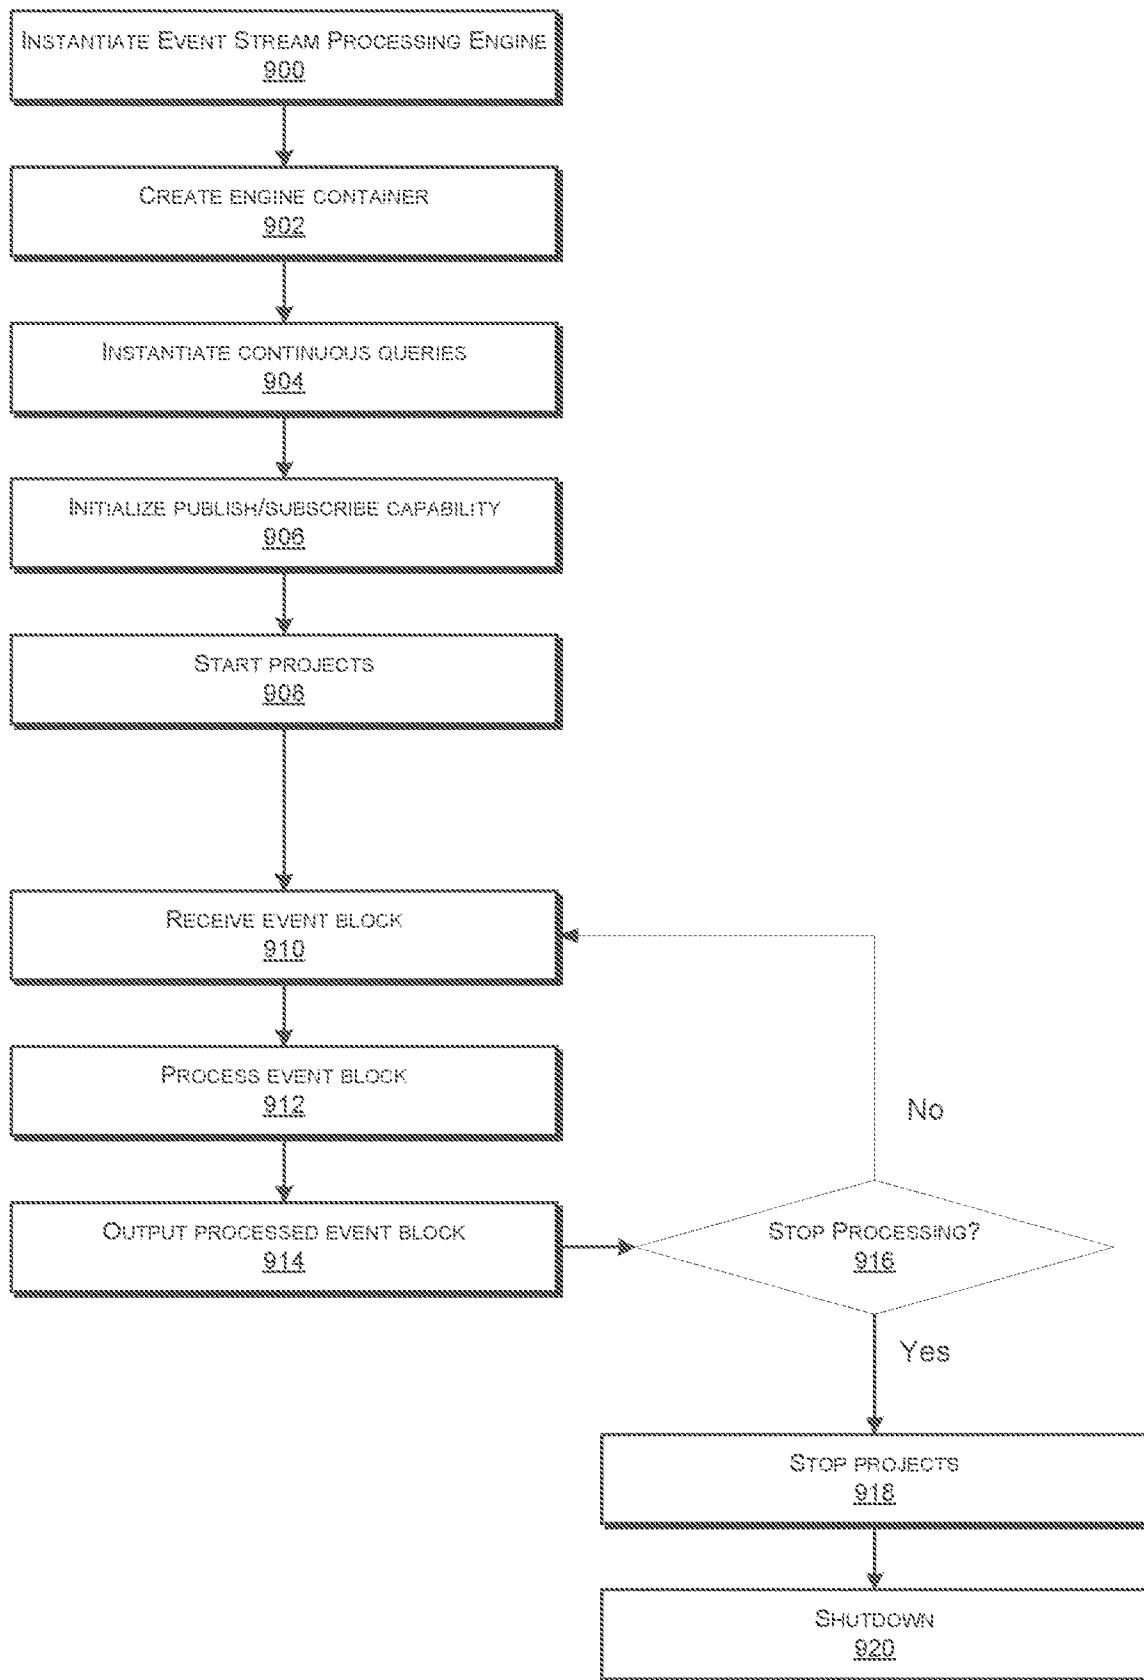 Instantiate Event Stream Processing Engine
900
Create engine container
902
Instantiate continuous queries
904
Initialize publish/subscribe capability
906
Start projects
908
Receive event block
910
Process event block
912
Output processed event block
914
No
Stop Processing?
916
Yes
Stop projects
918
Shutdown
920